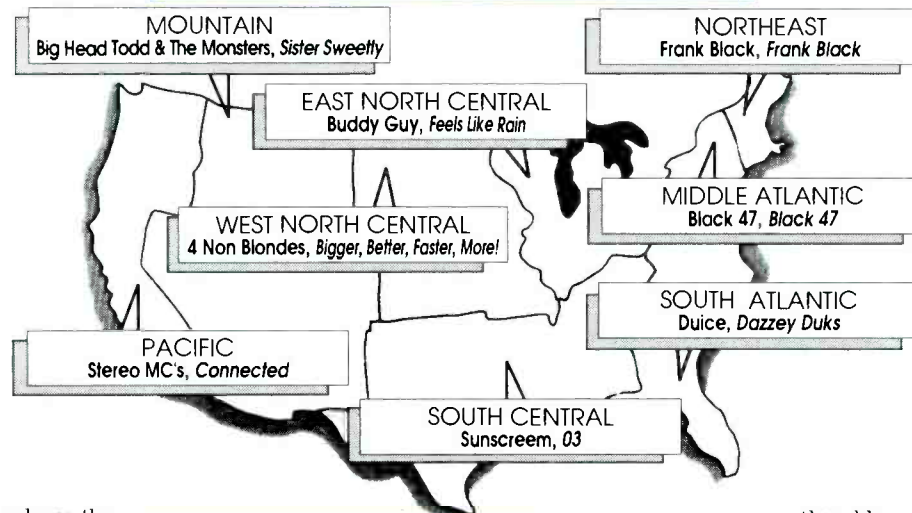 MOUNTAIN
Big Head Todd & The Monsters, Sister Sweetly
NORTHEAST
Frank Black, Frank Black
EAST NORTH CENTRAL
Buddy Guy, Feels Like Rain
MIDDLE ATLANTIC
Black 47, Black 47
WEST NORTH CENTRAL
4 Non Blondes, Bigger, Better, Faster, More!
SOUTH ATLANTIC
Duice, Dazzey Duks
PACIFIC
Stereo MC's, Connected
SOUTH CENTRAL
Sunscreem, 03